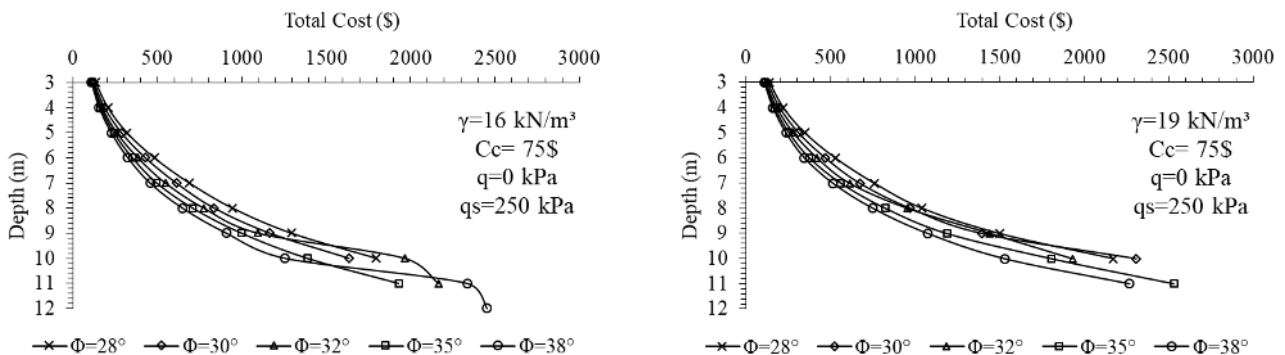 Total Cost ($)
0 500 1000 1500 2000 2500 3000
Depth (m)
3
4
5
6
7
8
9
10
11
12
γ=16 kN/m³
Cc= 75$
q=0 kPa
qs=250 kPa
Φ=28° Φ=30° Φ=32° Φ=35° Φ=38°
Total Cost ($)
0 500 1000 1500 2000 2500 3000
Depth (m)
3
4
5
6
7
8
9
10
11
12
γ=19 kN/m³
Cc= 75$
q=0 kPa
qs=250 kPa
Φ=28° Φ=30° Φ=32° Φ=35° Φ=38°